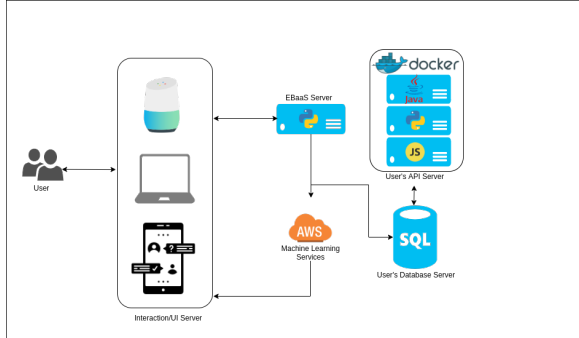 docker
EBaaS Server
Java
JS
User's API Server
User
AWS
Machine Learning
Services
SQL
User's Database Server
?
Interaction/UI Server